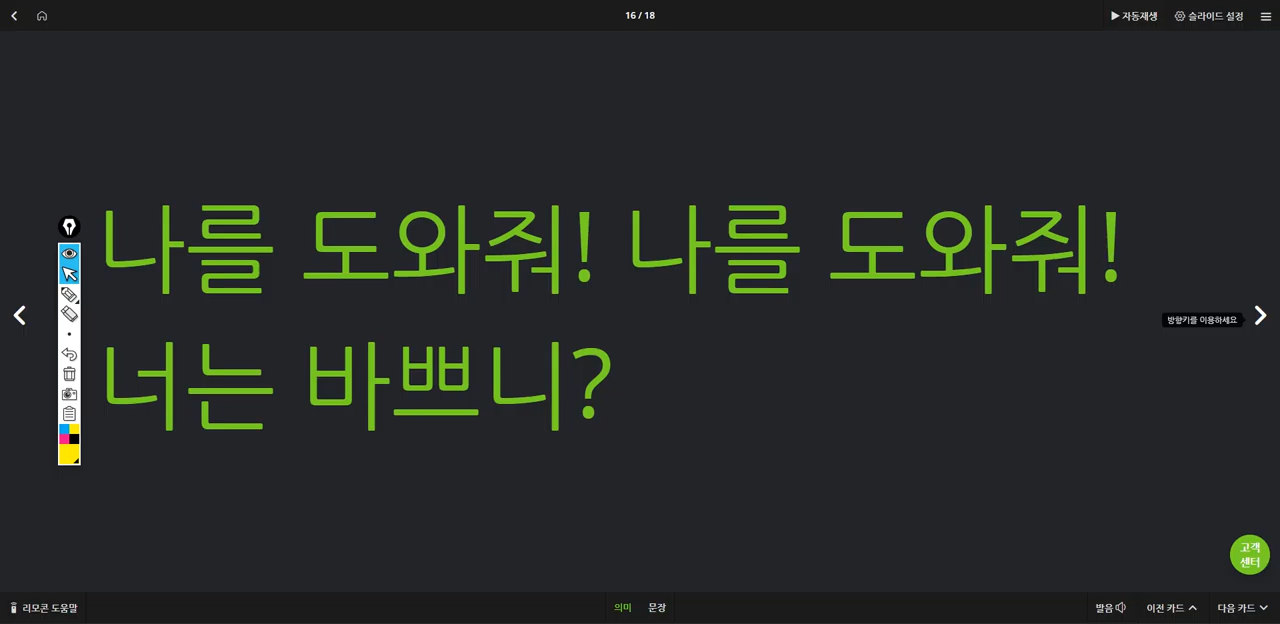 16 / 18
자동재생
슬라이드 설정
나를 도와줘! 나를 도와줘!
너는 바쁘니?
방향키를 이용하세요
고객
센터
리모콘 도움말
의미
문장
발음
이전 카드
다음 카드